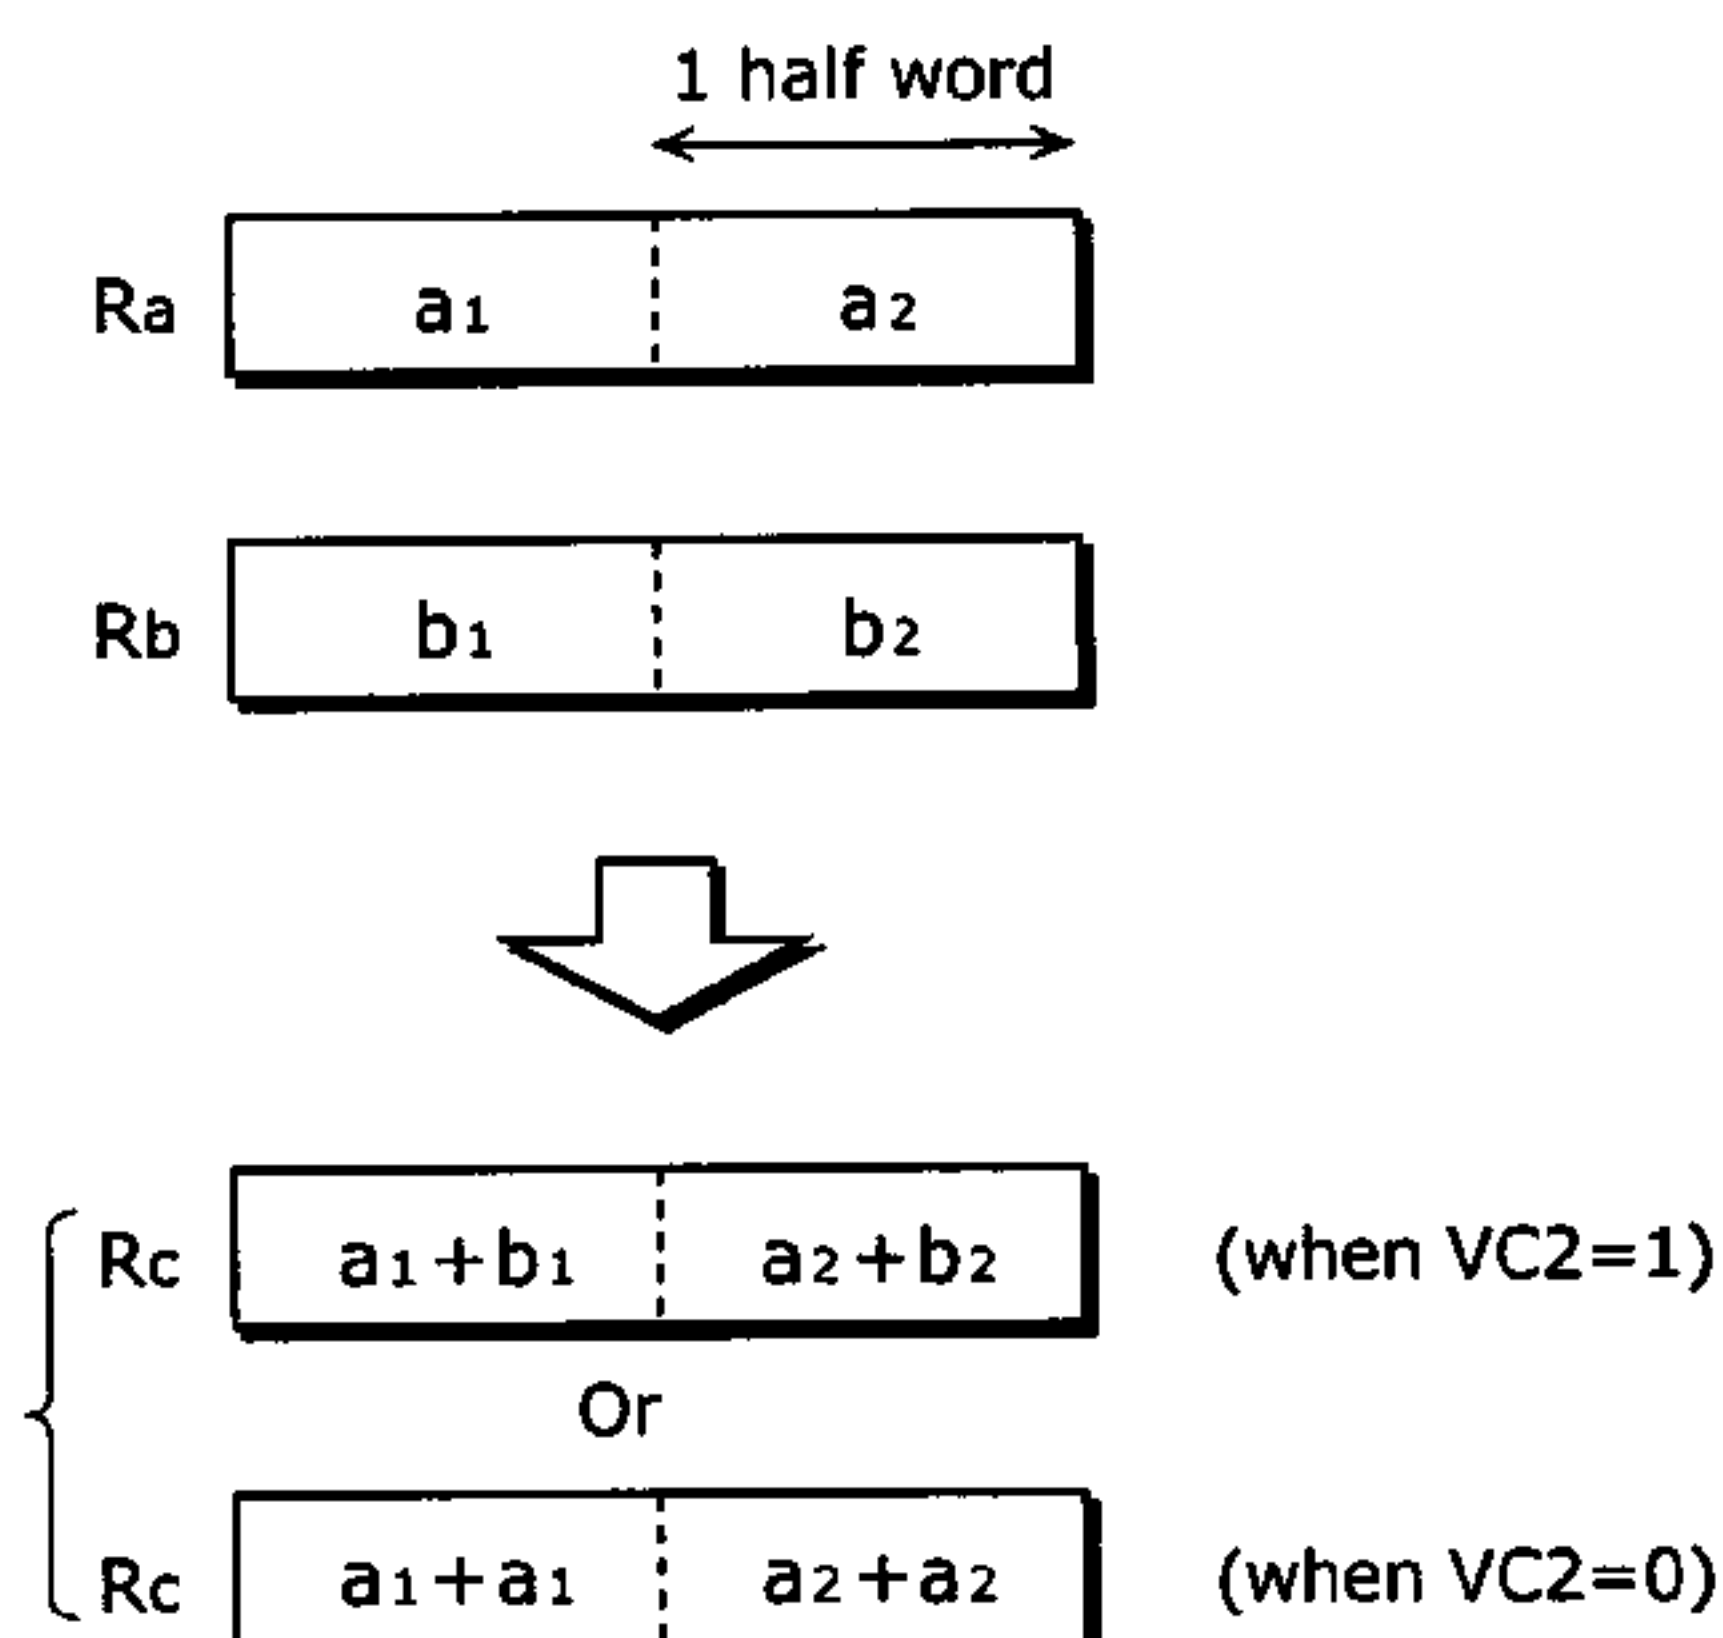 1 half word
Ra a1 a2
Rb b1 b2
Rc a1+b1 a2+b2 (when VC2=1)
Or
Rc a1+a1 a2+a2 (when VC2=0)